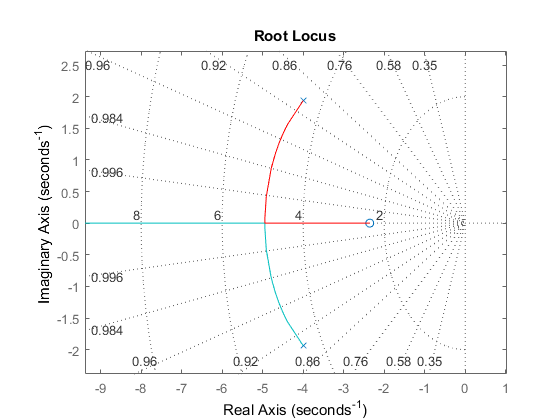 Root Locus
0.96 0.92 0.86 0.76 0.58 0.35
0.984
0.996
8 6 4 2
0.996
0.984
0.96 0.92 0.86 0.76 0.58 0.35
2.5
2
1.5
1
0.5
0
-0.5
-1
-1.5
-2
-9 -8 -7 -6 -5 -4 -3 -2 -1 0 1
Real Axis (seconds⁻¹)
Imaginary Axis (seconds⁻¹)